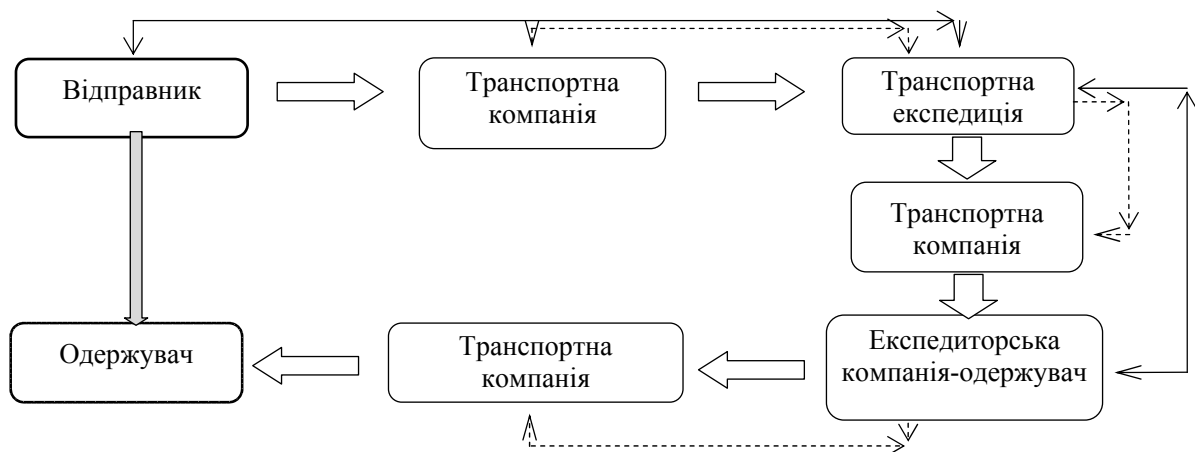 Відправник
Транспортна
компанія
Транспортна
експедиція
Транспортна
компанія
Одержувач
Транспортна
компанія
Експедиторська
компанія-одержувач